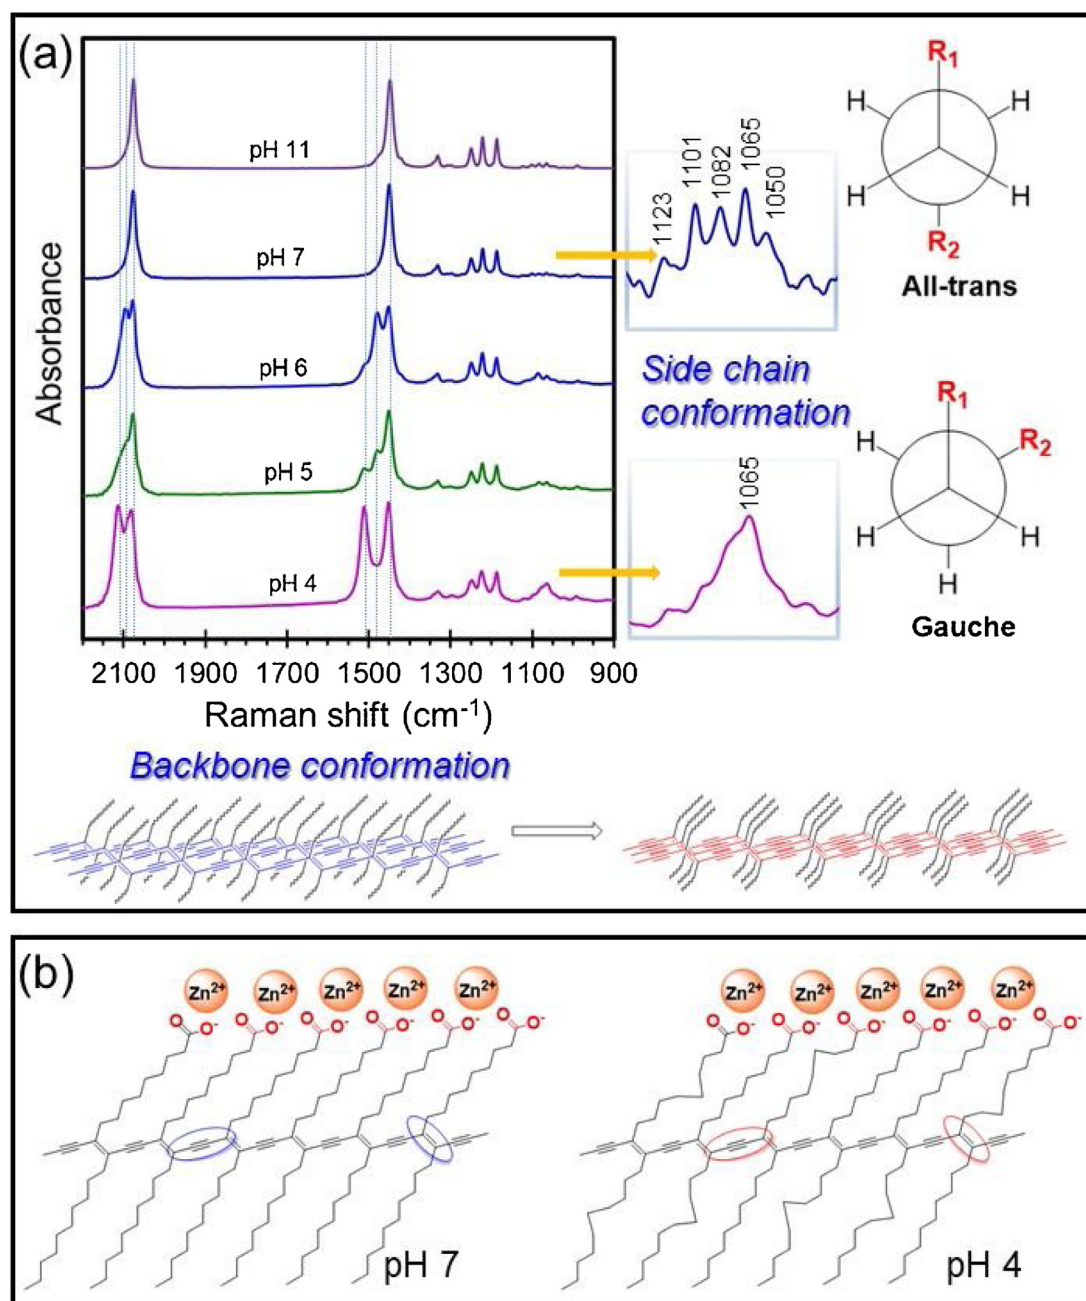 (a)
Absorbance
pH 11
pH 7
pH 6
pH 5
pH 4
2100 1900 1700 1500 1300 1100 900
Raman shift (cm⁻¹)
1123
1101
1082
1065
1050
Side chain
conformation
1065
R₁
H H
H H
R₂
All-trans
R₁
H R₂
H H
H
Gauche
Backbone conformation
(b)
Zn²⁺ Zn²⁺ Zn²⁺ Zn²⁺ Zn²⁺
O O⁻ O O⁻ O O⁻ O O⁻ O O⁻ O O⁻
pH 7
Zn²⁺ Zn²⁺ Zn²⁺ Zn²⁺ Zn²⁺
O O⁻ O O⁻ O O⁻ O O⁻ O O⁻ O O⁻
pH 4